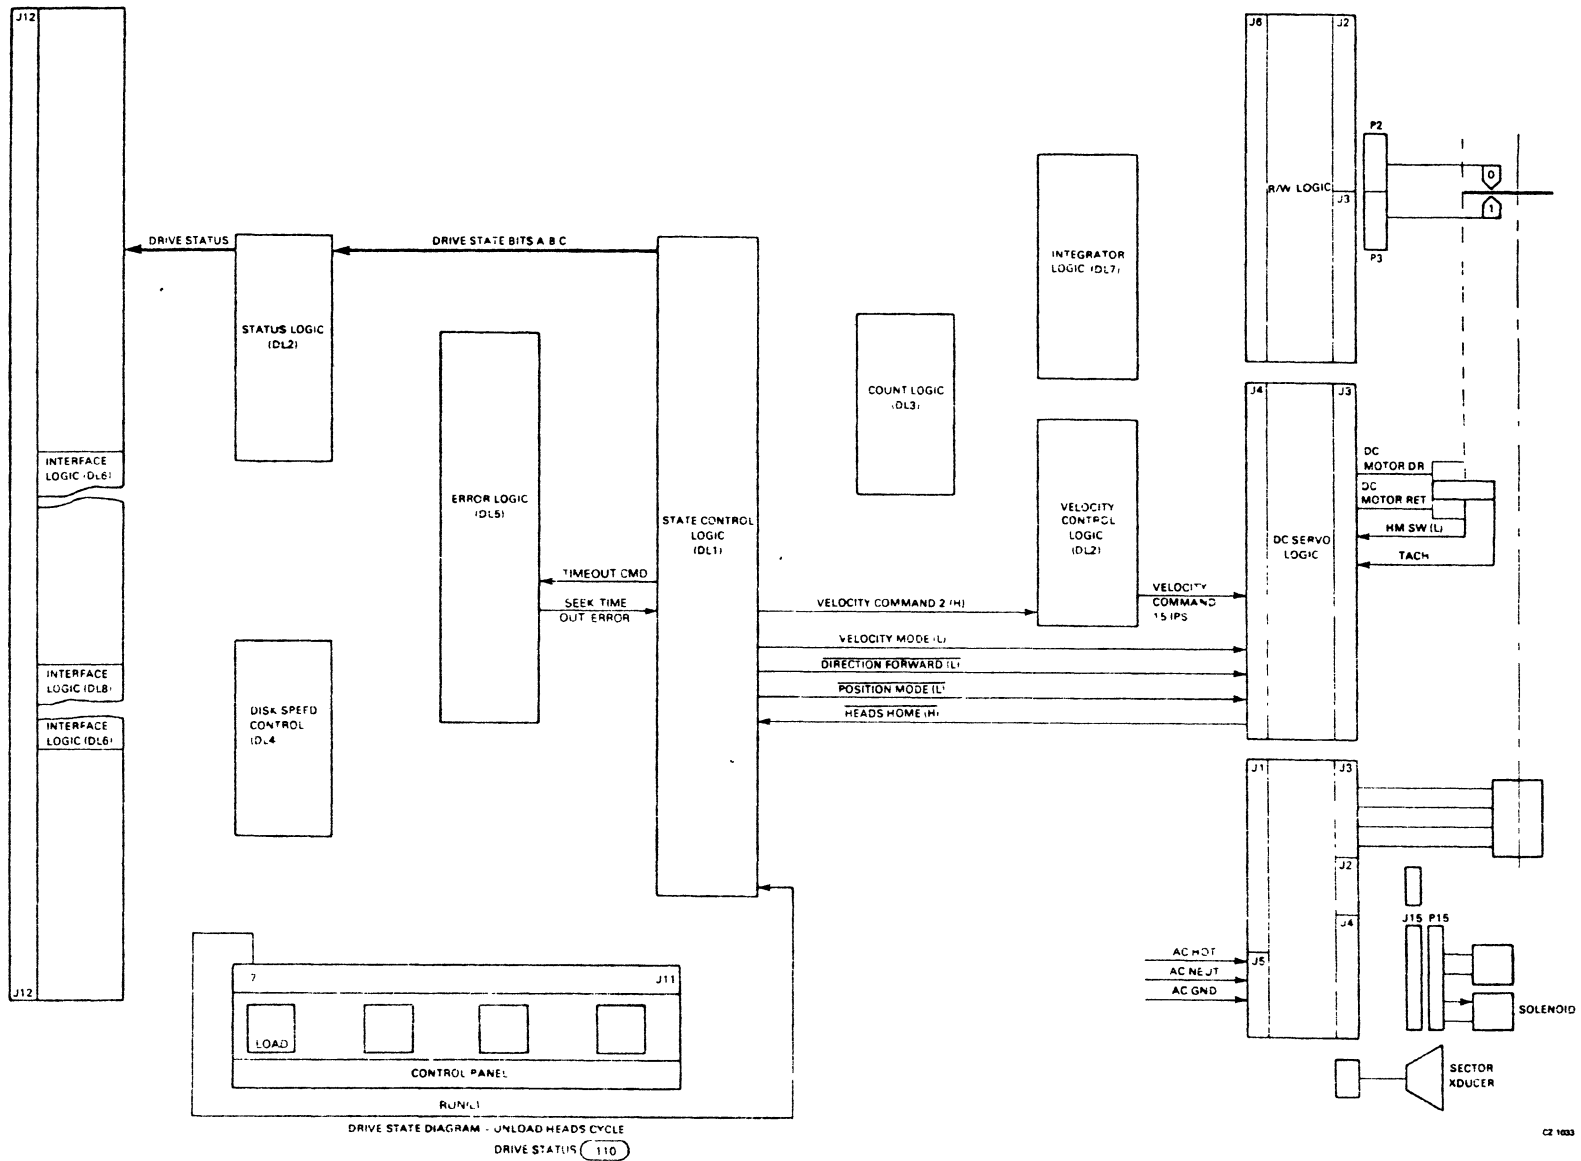 J12
J6
J2
P2
0
R/W LOGIC
J3
1
P3
DRIVE STATUS
DRIVE STATE BITS A B C
INTEGRATOR
LOGIC (DL7)
STATUS LOGIC
(DL2)
COUNT LOGIC
(DL3)
J4
J3
INTERFACE
LOGIC (DL6)
DC
MOTOR DR
DC
MOTOR RET
ERROR LOGIC
(DL5)
STATE CONTROL
LOGIC
(DL1)
VELOCITY
CONTROL
LOGIC
(DL2)
HM SW (L)
DC SERVO
LOGIC
TACH
TIMEOUT CMD
SEEK TIME
OUT ERROR
VELOCITY COMMAND 2 (H)
VELOCITY
COMMAND
15 IPS
VELOCITY MODE (L)
DIRECTION FORWARD (L)
POSITION MODE (L)
HEADS HOME (H)
INTERFACE
LOGIC (DL8)
INTERFACE
LOGIC (DL6)
DISK SPEED
CONTROL
(DL4
J1
J3
J2
J4
J15 P15
AC HOT
J5
AC NEUT
AC GND
SOLENOID
J12
7
J11
LOAD
CONTROL PANEL
SECTOR
XDUCER
RUN(L)
DRIVE STATE DIAGRAM - UNLOAD HEADS CYCLE
DRIVE STATUS 110
CZ 1033